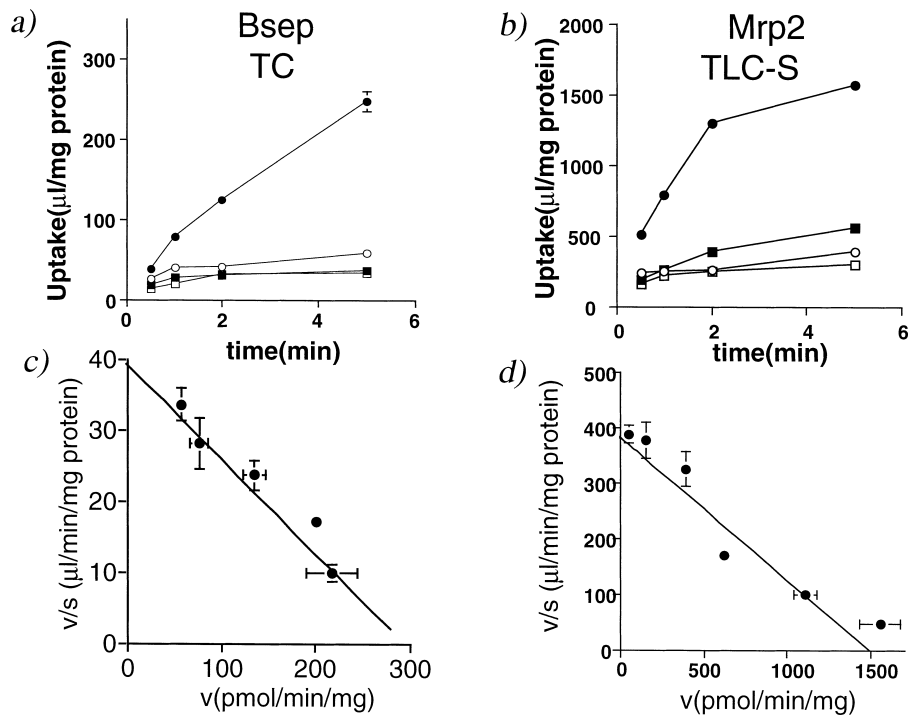 a)
Bsep
TC
Uptake(µl/mg protein)
300
200
100
0
0
2
4
6
time(min)
b)
Mrp2
TLC-S
Uptake(µl/mg protein)
2000
1500
1000
500
0
0
2
4
6
time(min)
c)
v/s (µl/min/mg protein)
40
30
20
10
0
0
100
200
300
v(pmol/min/mg)
d)
v/s (µl/min/mg protein)
500
400
300
200
100
0
0
500
1000
1500
v(pmol/min/mg)